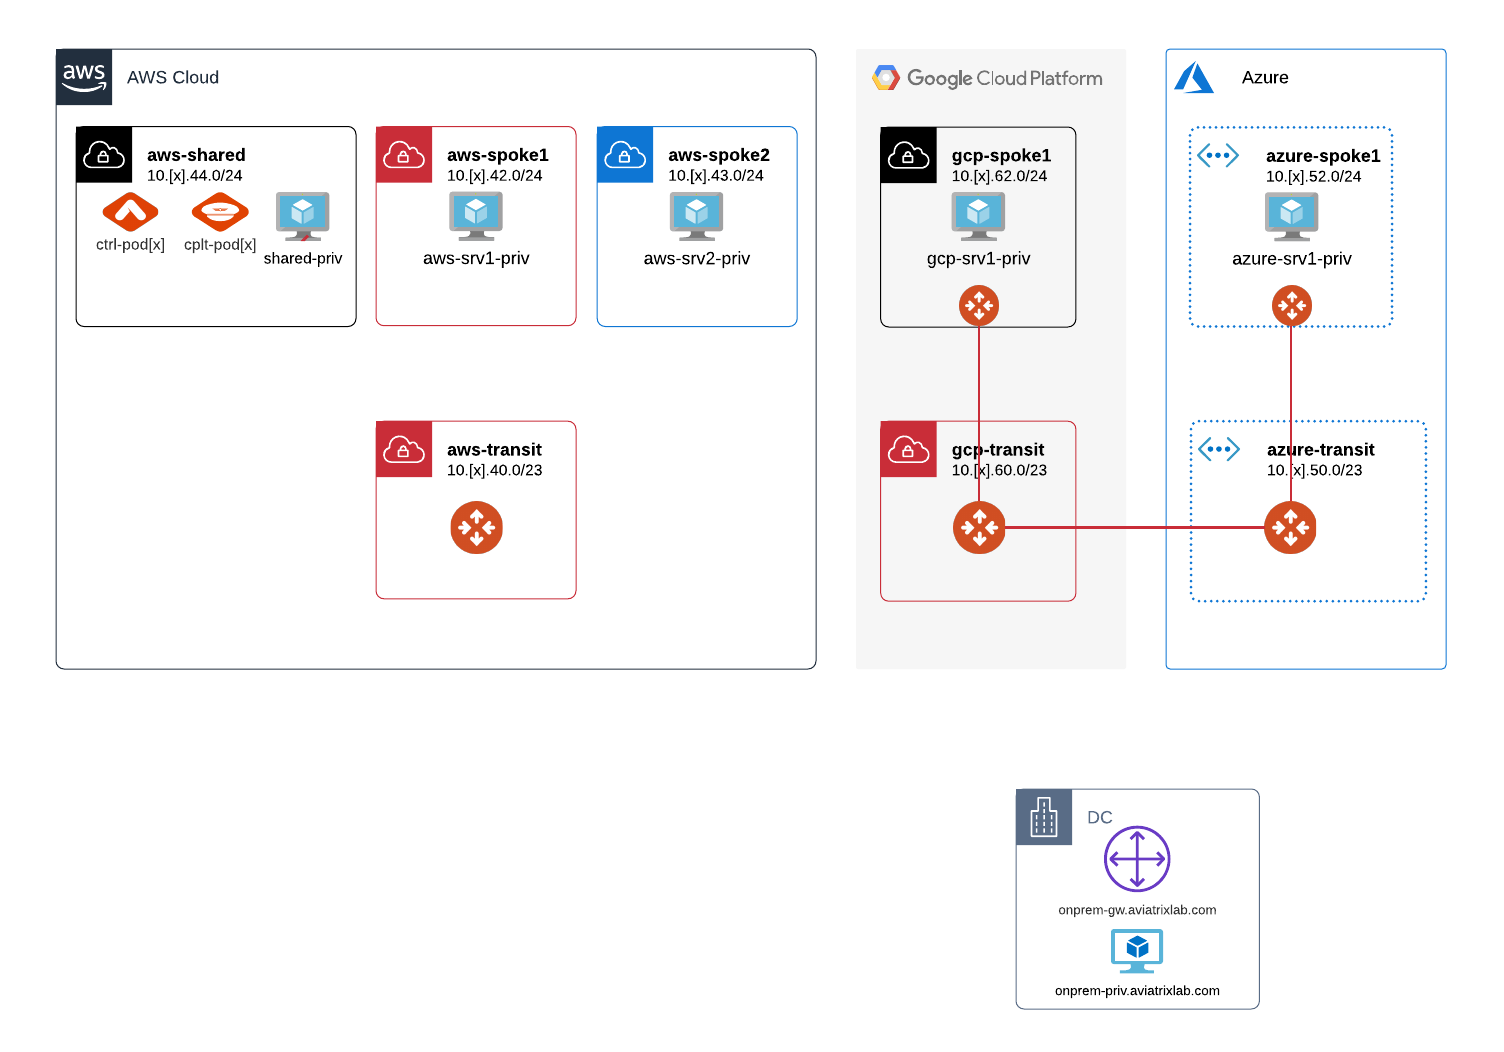 aws
AWS Cloud
Google Cloud Platform
Azure
aws-shared
10.[x].44.0/24
ctrl-pod[x]
cplt-pod[x]
shared-priv
aws-spoke1
10.[x].42.0/24
aws-srv1-priv
aws-spoke2
10.[x].43.0/24
aws-srv2-priv
gcp-spoke1
10.[x].62.0/24
gcp-srv1-priv
azure-spoke1
10.[x].52.0/24
azure-srv1-priv
aws-transit
10.[x].40.0/23
gcp-transit
10.[x].60.0/23
azure-transit
10.[x].50.0/23
DC
onprem-gw.aviatrixlab.com
onprem-priv.aviatrixlab.com